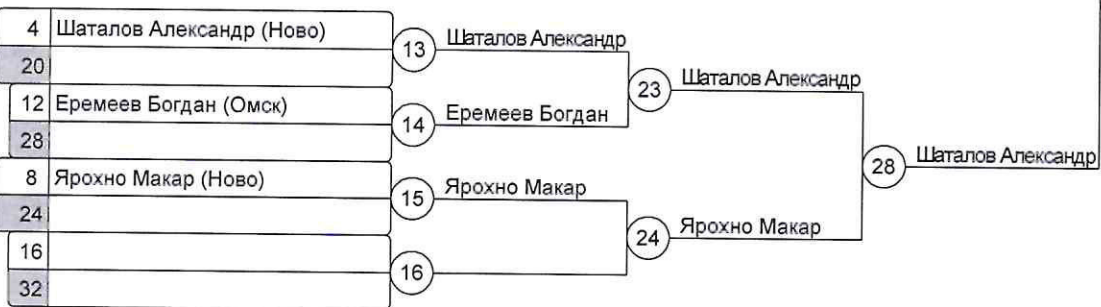 4 Шаталов Александр (Ново)
20
12 Еремеев Богдан (Омск)
28
8 Ярохно Макар (Ново)
24
16
32
13 Шаталов Александр
14 Еремеев Богдан
15 Ярохно Макар
16
23 Шаталов Александр
24 Ярохно Макар
28 Шаталов Александр